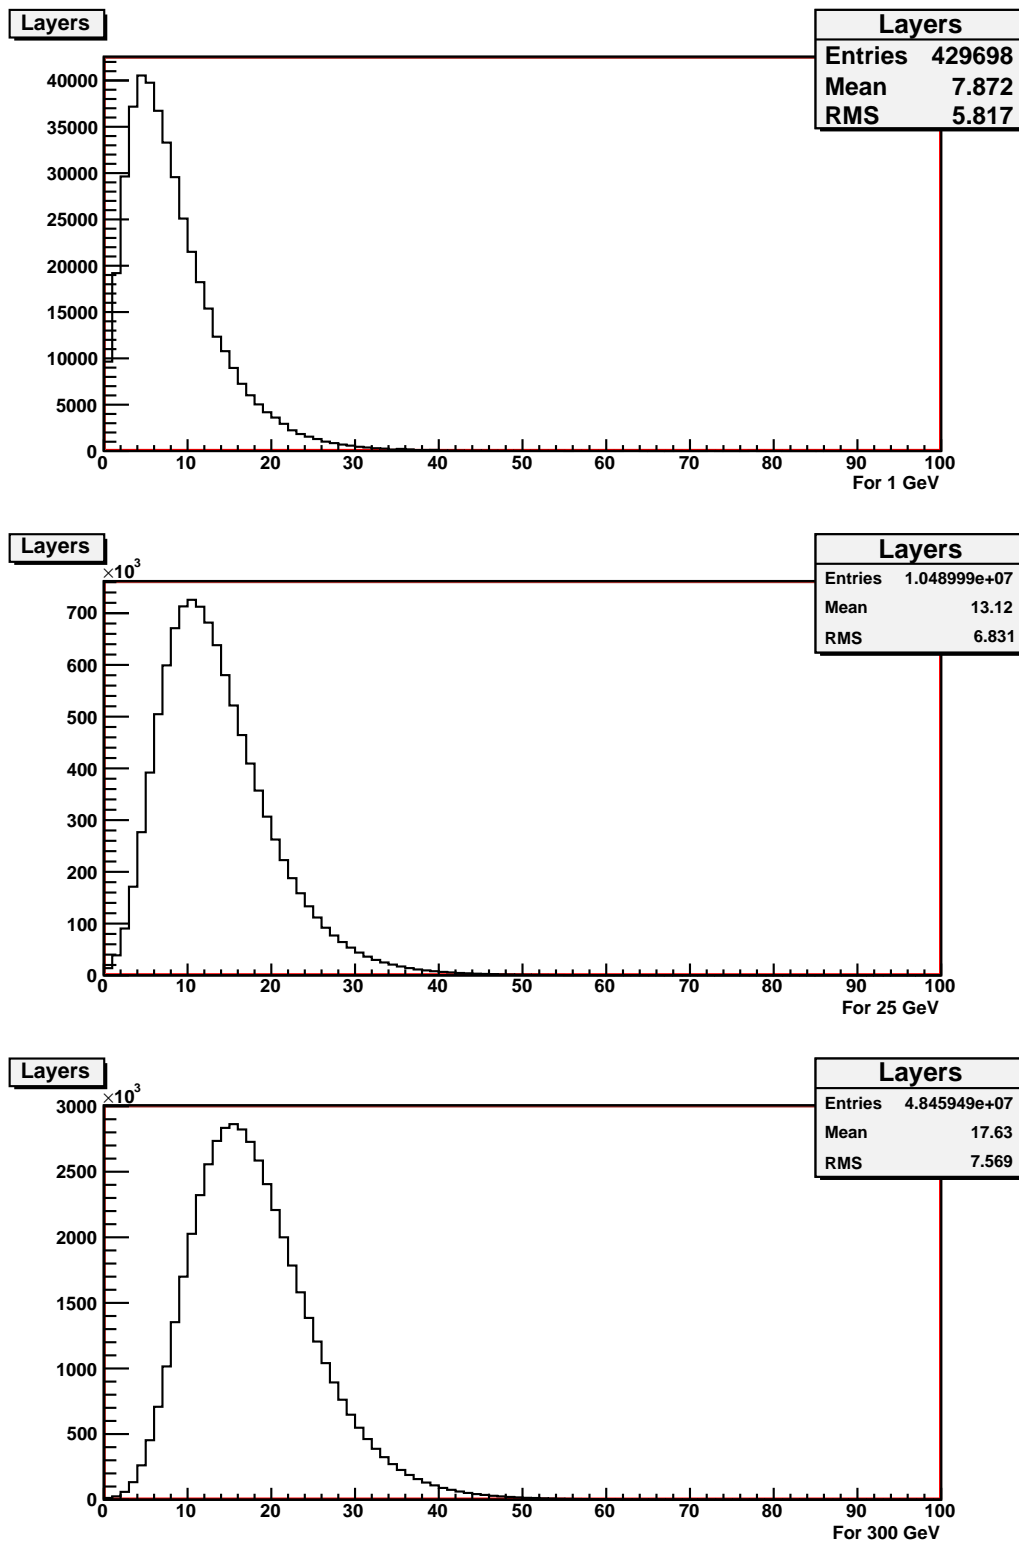 Layers
Layers
Entries 429698
Mean 7.872
RMS 5.817
40000
35000
30000
25000
20000
15000
10000
5000
0
0 10 20 30 40 50 60 70 80 90 100
For 1 GeV
Layers
×10³
Layers
Entries 1.048999e+07
Mean 13.12
RMS 6.831
700
600
500
400
300
200
100
0
0 10 20 30 40 50 60 70 80 90 100
For 25 GeV
Layers
×10³
Layers
Entries 4.845949e+07
Mean 17.63
RMS 7.569
3000
2500
2000
1500
1000
500
0
0 10 20 30 40 50 60 70 80 90 100
For 300 GeV